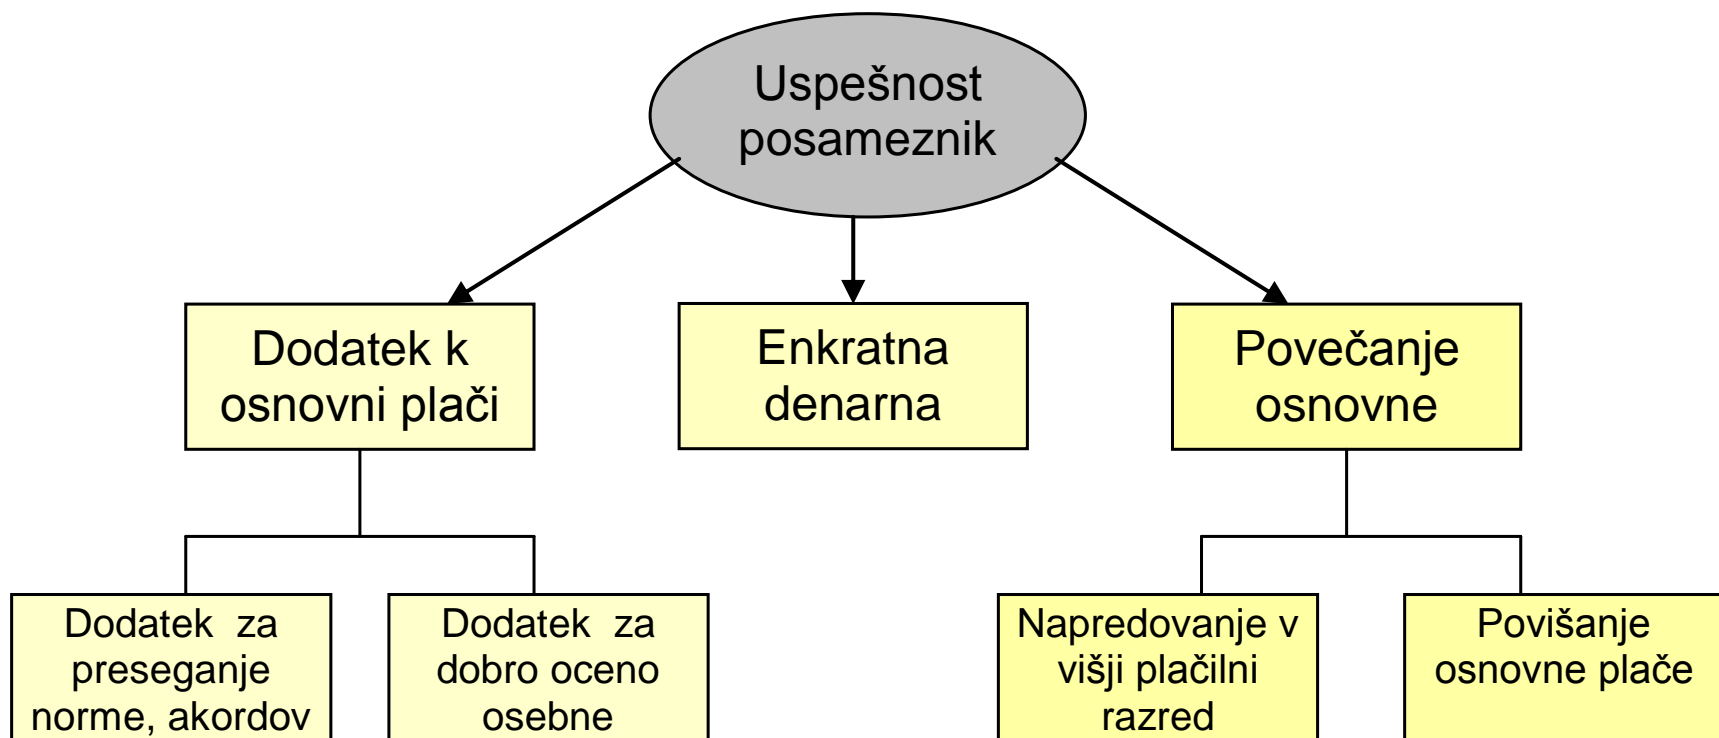 Uspešnost
posameznik
Dodatek k
osnovni plači
Enkratna
denarna
Povečanje
osnovne
Dodatek  za
preseganje
norme, akordov
Dodatek  za
dobro oceno
osebne
Napredovanje v
višji plačilni
razred
Povišanje
osnovne plače